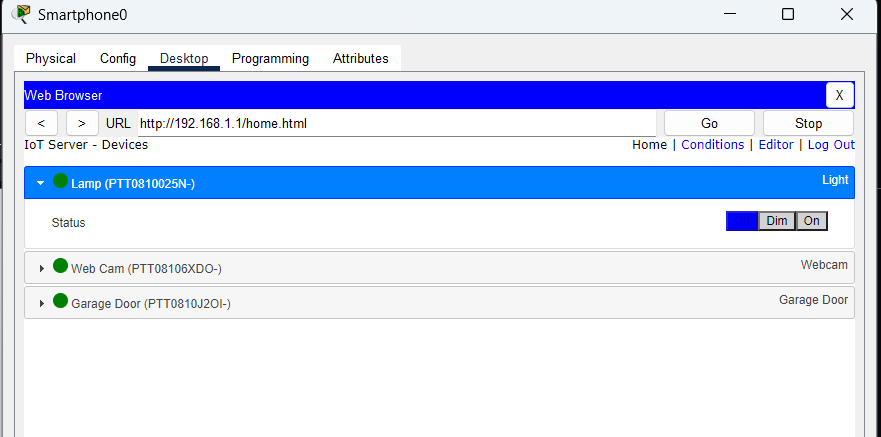 Smartphone0
Physical Config Desktop Programming Attributes
Web Browser X
< > URL http://192.168.1.1/home.html Go Stop
IoT Server - Devices Home | Conditions | Editor | Log Out
Lamp (PTT0810025N-) Light
Status Dim On
Web Cam (PTT08106XDO-) Webcam
Garage Door (PTT0810J2OI-) Garage Door